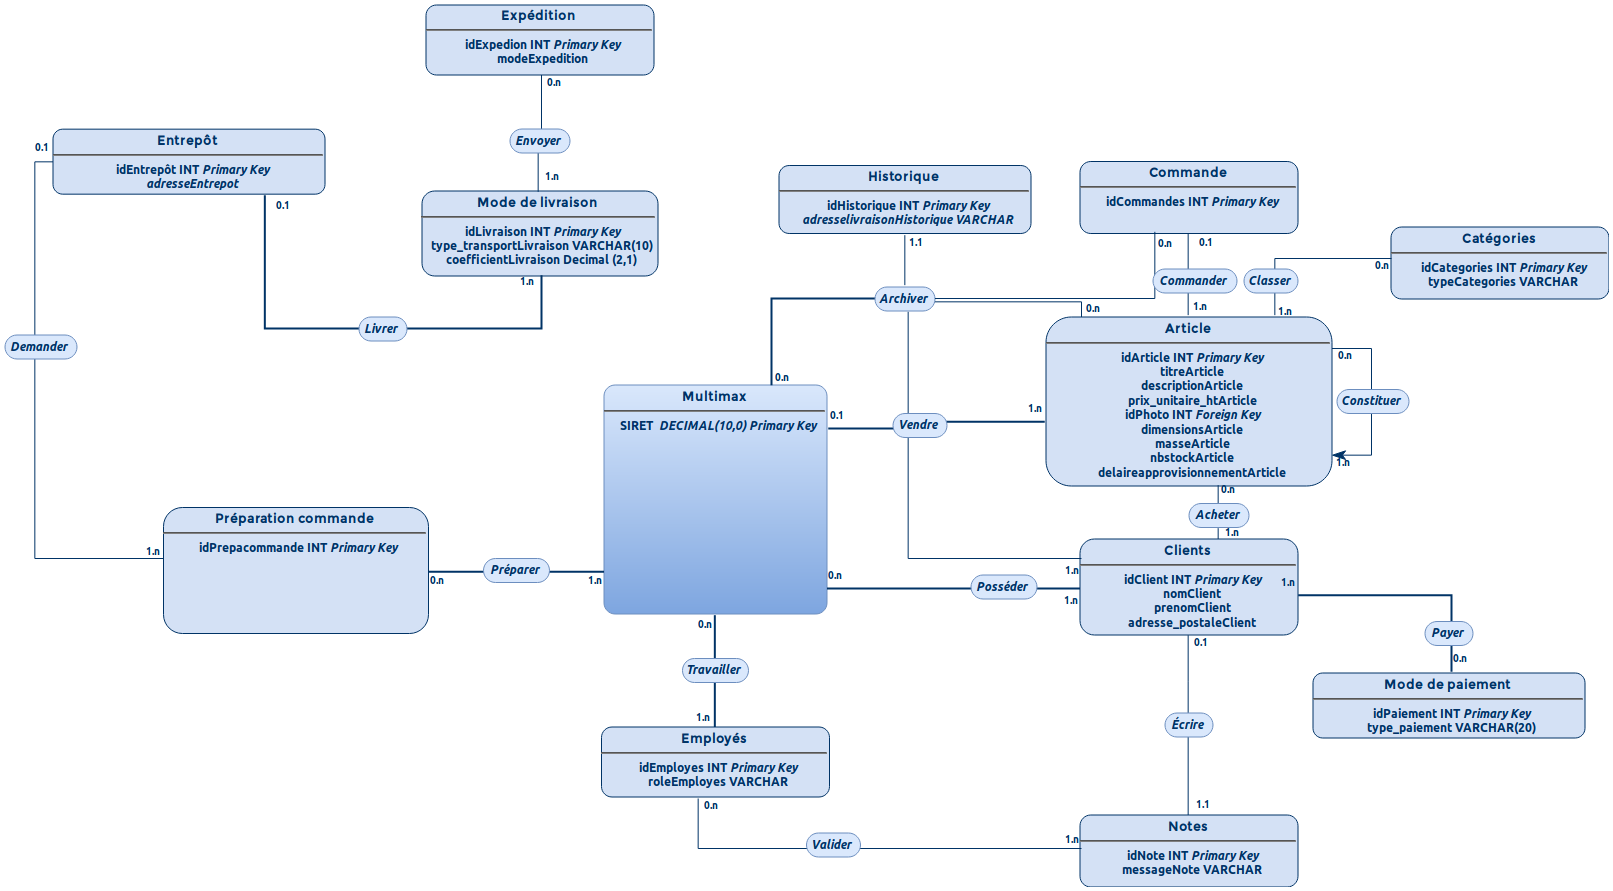 Expédition
idExpedion INT Primary Key
modeExpedition
0.n
Envoyer
1.n
Entrepôt
idEntrepôt INT Primary Key
adresseEntrepot
0.1
0.1
Mode de livraison
idLivraison INT Primary Key
type_transportLivraison VARCHAR(10)
coefficientLivraison Decimal (2,1)
1.n
Livrer
Demander
Historique
idHistorique INT Primary Key
adresselivraisonHistorique VARCHAR
1.1
Commande
idCommandes INT Primary Key
0.n
0.1
Catégories
idCategories INT Primary Key
typeCategories VARCHAR
0.n
Commander
Classer
Archiver
0.n
1.n
1.n
Article
idArticle INT Primary Key
titreArticle
descriptionArticle
prix_unitaire_htArticle
idPhoto INT Foreign Key
dimensionsArticle
masseArticle
nbstockArticle
delaireapprovisionnementArticle
0.n
Constituer
1.n
0.n
Multimax
SIRET DECIMAL(10,0) Primary Key
0.1
Vendre
1.n
0.n
Acheter
1.n
Préparation commande
idPrepacommande INT Primary Key
1.n
0.n
Préparer
1.n
0.n
Posséder
1.n
1.n
Clients
idClient INT Primary Key
nomClient
prenomClient
adresse_postaleClient
1.n
Payer
0.n
Mode de paiement
idPaiement INT Primary Key
type_paiement VARCHAR(20)
0.n
Travailler
1.n
Employés
idEmployes INT Primary Key
roleEmployes VARCHAR
0.n
Valider
1.n
0.1
Écrire
1.1
Notes
idNote INT Primary Key
messageNote VARCHAR